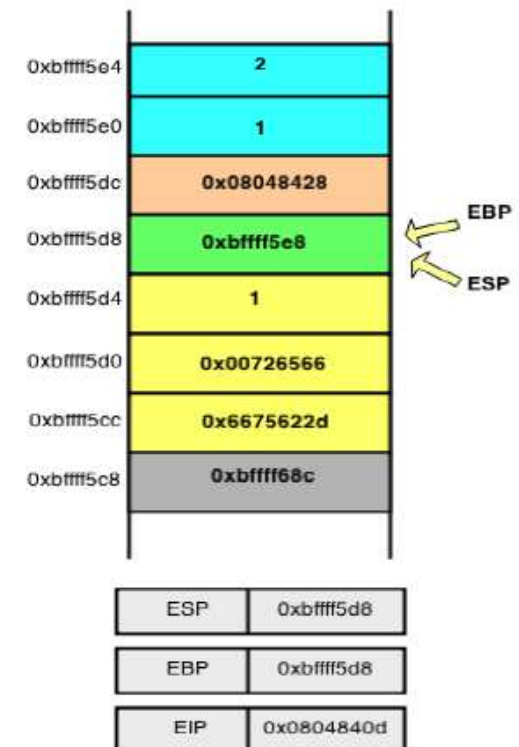 0xbffff5e4 2
0xbffff5e0 1
0xbffff5dc 0x08048428
EBP
0xbffff5d8 0xbffff5e8
ESP
0xbffff5d4 1
0xbffff5d0 0x00726566
0xbffff5cc 0x6675622d
0xbffff5c8 0xbffff68c
ESP 0xbffff5d8
EBP 0xbffff5d8
EIP 0x0804840d